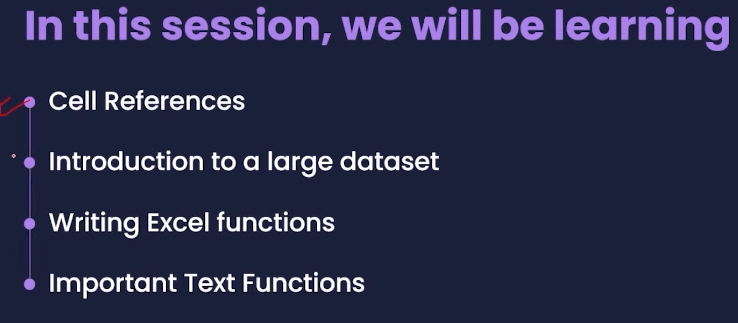 In this session, we will be learning
Cell References
Introduction to a large dataset
Writing Excel functions
Important Text Functions